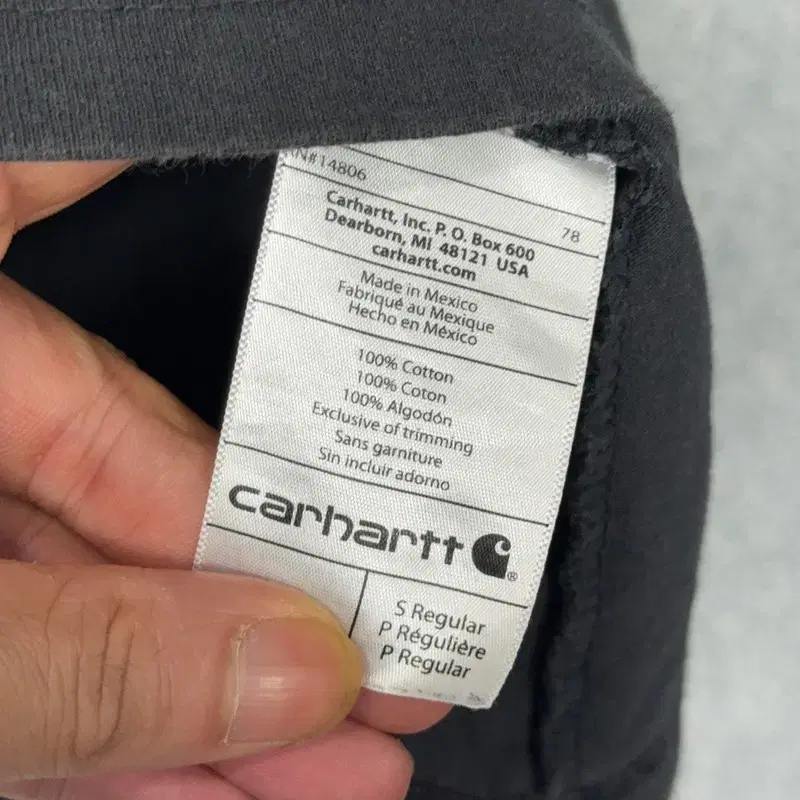 N#14806
78
Carhartt, Inc. P. O. Box 600
Dearborn, MI 48121 USA
carhartt.com
Made in Mexico
Fabriqué au Mexique
Hecho en México
100% Cotton
100% Coton
100% Algodón
Exclusive of trimming
Sans garniture
Sin incluir adorno
carhartt ®
S Regular
P Régulière
P Regular